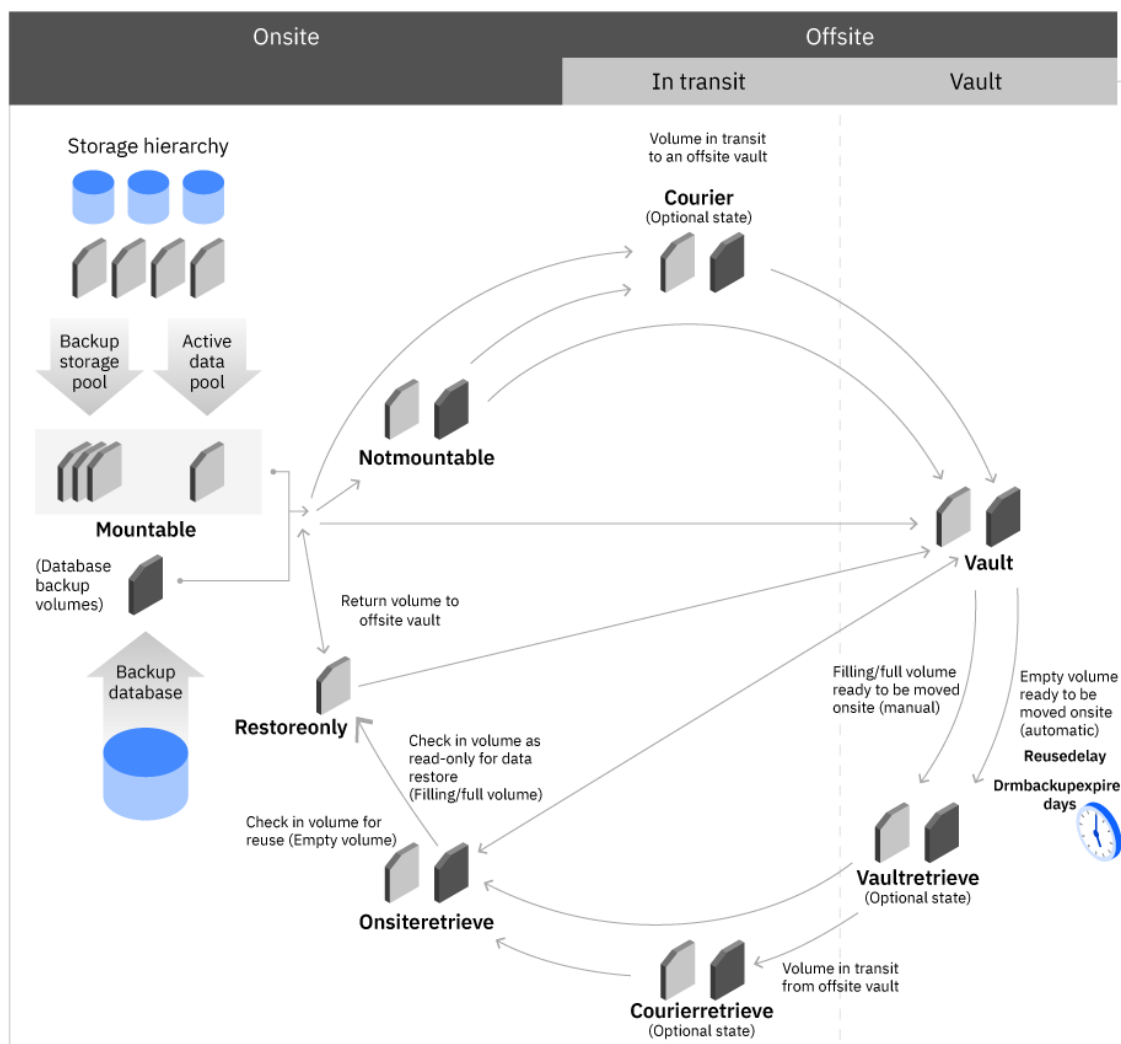 Onsite
Offsite
In transit
Vault
Storage hierarchy
Volume in transit
to an offsite vault
Courier
(Optional state)
Backup
storage
pool
Active
data
pool
Notmountable
Mountable
(Database
backup
volumes)
Vault
Return volume to
offsite vault
Backup
database
Restoreonly
Filling/full volume
ready to be moved
onsite (manual)
Empty volume
ready to be
moved onsite
(automatic)
Reusedelay
Drmbackupexpire
days
Check in volume as
read-only for data
restore
(Filling/full volume)
Check in volume for
reuse (Empty volume)
Onsiteretrieve
Vaultretrieve
(Optional state)
Volume in transit
from offsite vault
Courierretrieve
(Optional state)